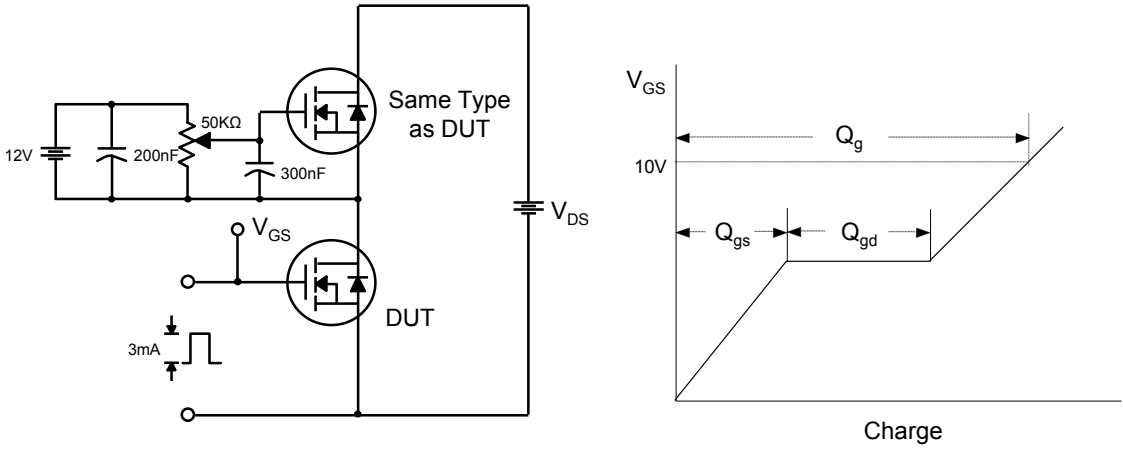 12V
200nF
50KΩ
300nF
Same Type
as DUT
V_DS
V_GS
DUT
3mA
V_GS
10V
Q_g
Q_gs
Q_gd
Charge